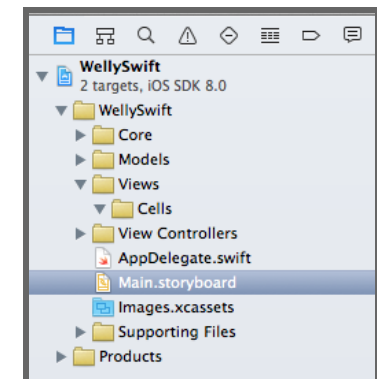 WellySwift
2 targets, iOS SDK 8.0
WellySwift
Core
Models
Views
Cells
View Controllers
AppDelegate.swift
Main.storyboard
Images.xcassets
Supporting Files
Products